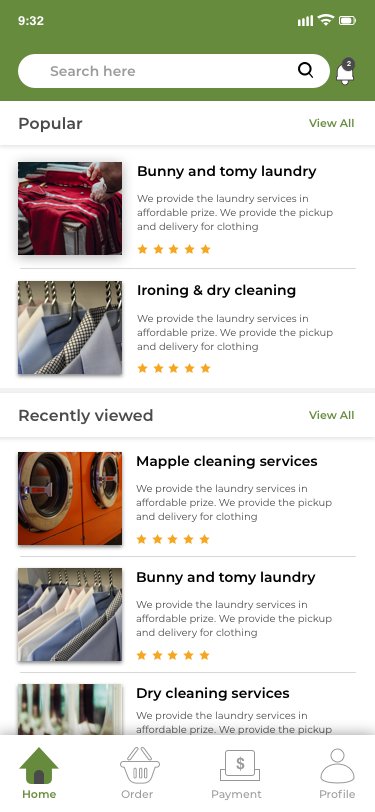 9:32
Search here
2
Popular
View All
Bunny and tomy laundry
We provide the laundry services in
affordable prize. We provide the pickup
and delivery for clothing
Ironing & dry cleaning
We provide the laundry services in
affordable prize. We provide the pickup
and delivery for clothing
Recently viewed
View All
Mapple cleaning services
We provide the laundry services in
affordable prize. We provide the pickup
and delivery for clothing
Bunny and tomy laundry
We provide the laundry services in
affordable prize. We provide the pickup
and delivery for clothing
Dry cleaning services
We provide the laundry services in
affordable prize. We provide the pickup
$
Home
Order
Payment
Profile